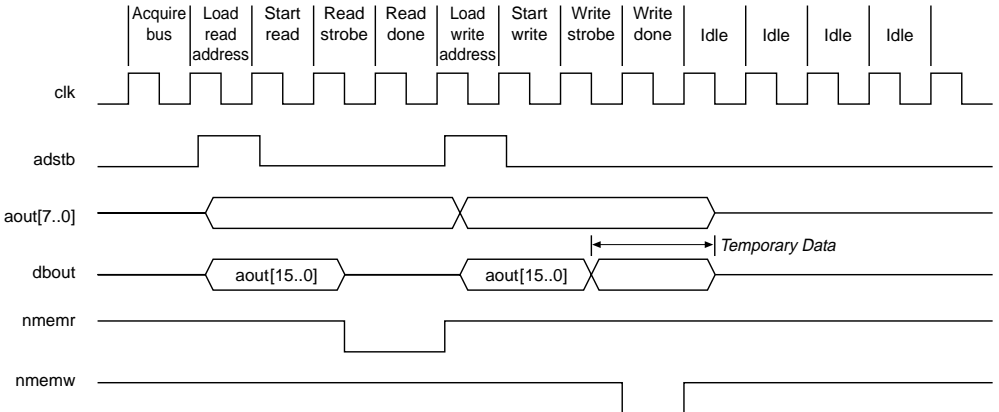 Acquire Load Start Read Read Load Start Write Write
bus read read strobe done write write strobe done Idle Idle Idle Idle
address address
clk
adstb
aout[7..0]
Temporary Data
dbout aout[15..0] aout[15..0]
nmemr
nmemw